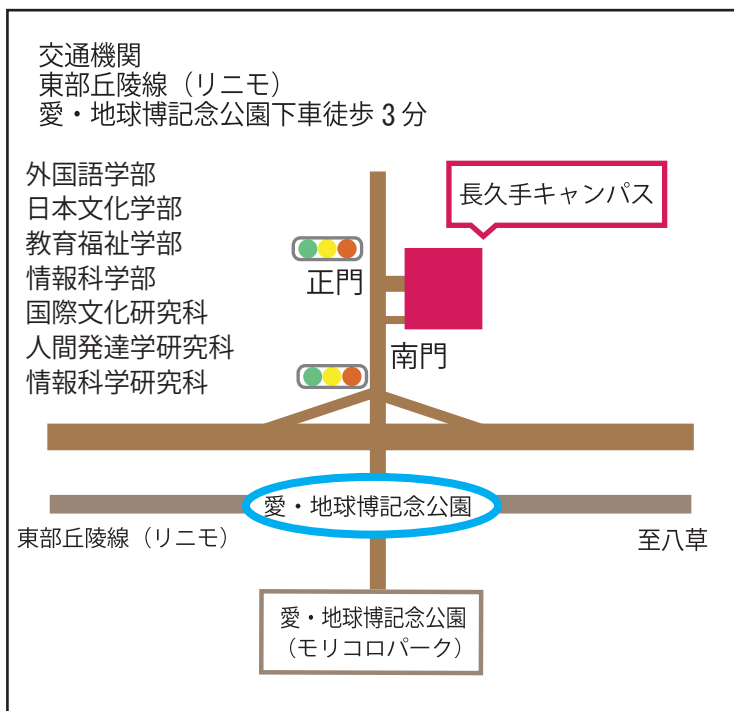 交通機関
東部丘陵線（リニモ）
愛・地球博記念公園下車徒歩 3 分
外国語学部
日本文化学部
教育福祉学部
情報科学部
国際文化研究科
人間発達学研究科
情報科学研究科
長久手キャンパス
正門
南門
愛・地球博記念公園
東部丘陵線（リニモ）
至八草
愛・地球博記念公園
（モリコロパーク）